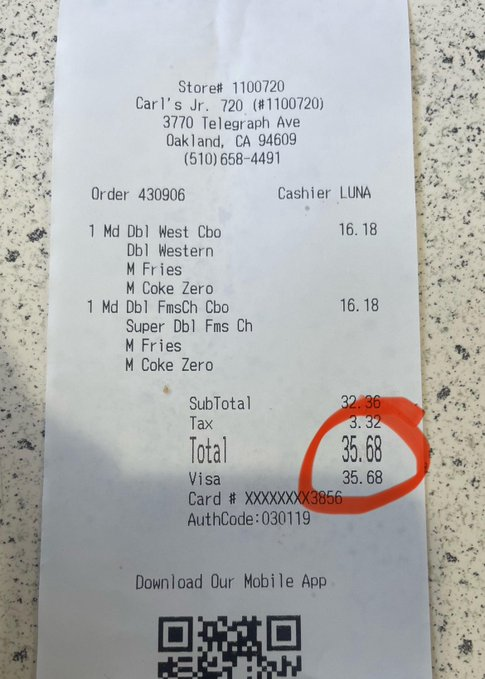 Store# 1100720
Carl's Jr. 720 (#1100720)
3770 Telegraph Ave
Oakland, CA 94609
(510)658-4491
Order 430906 Cashier LUNA
1 Md Dbl West Cbo 16.18
Dbl Western
M Fries
M Coke Zero
1 Md Dbl FmsCh Cbo 16.18
Super Dbl Fms Ch
M Fries
M Coke Zero
SubTotal 32.36
Tax 3.32
Total 35.68
Visa 35.68
Card # XXXXXXXX3856
AuthCode:030119
Download Our Mobile App